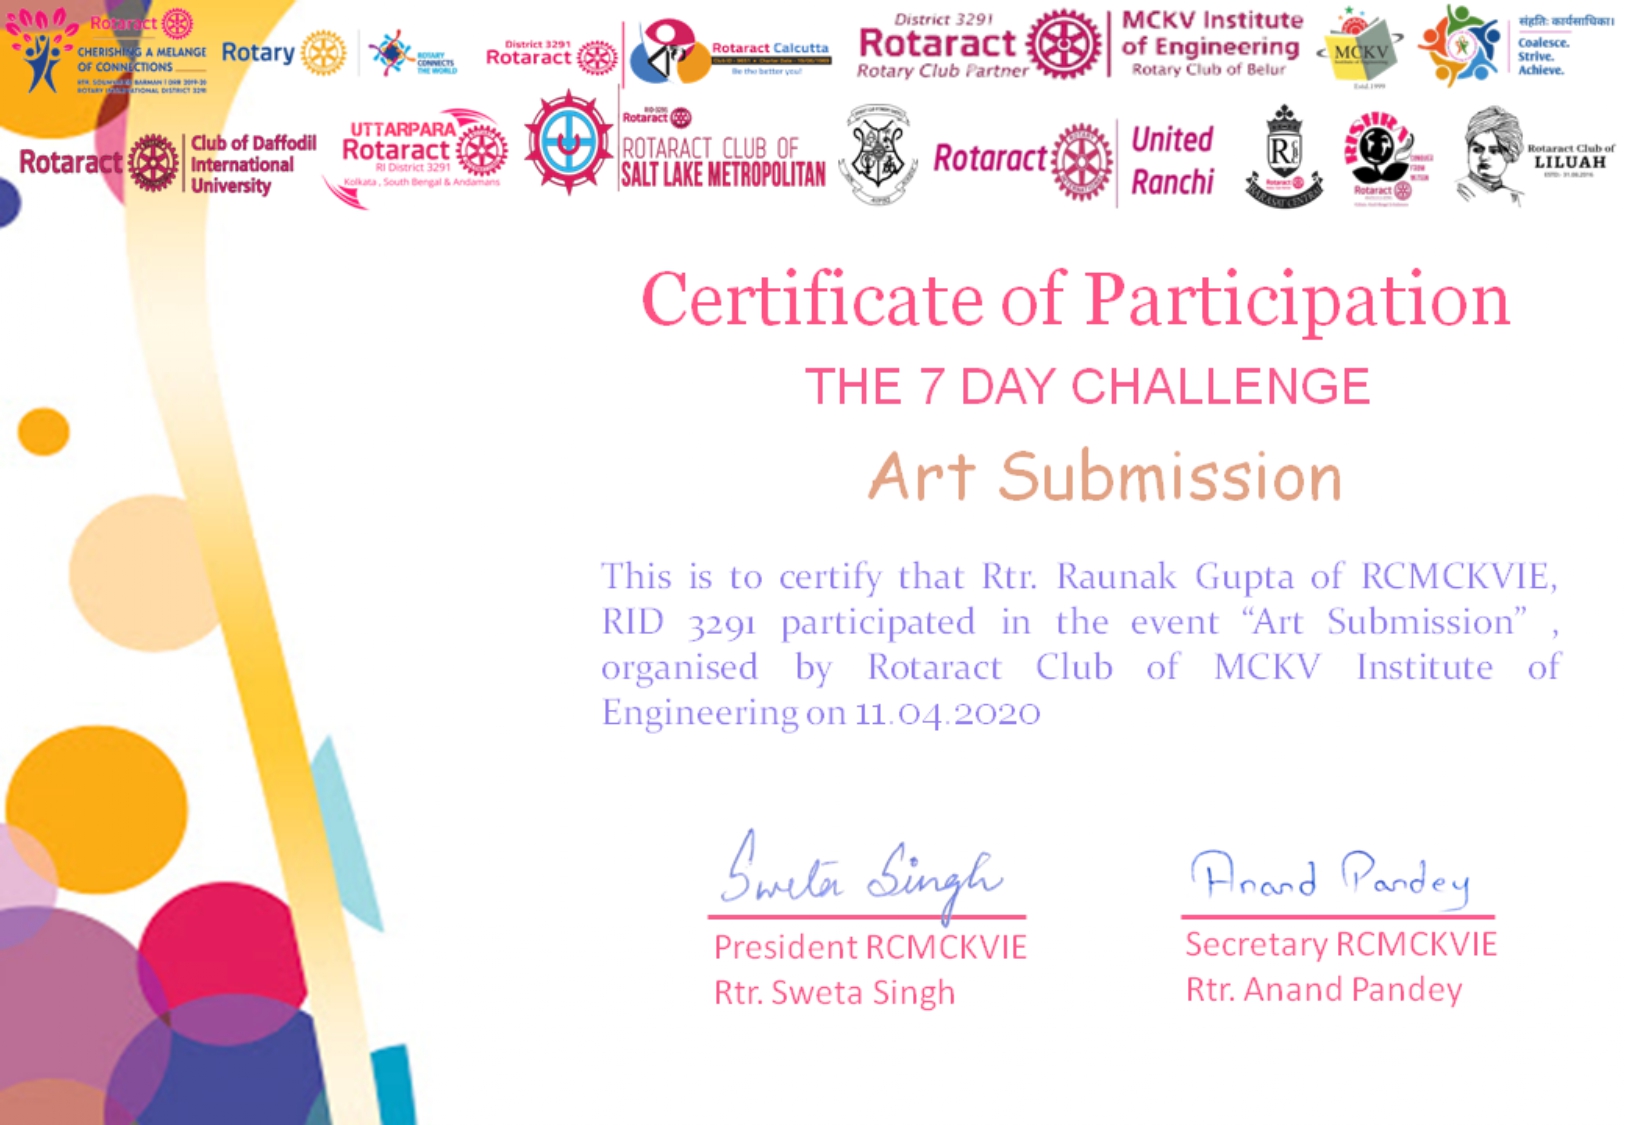 Rotaract
CHERISHING A MELANGE
OF CONNECTIONS
Rotary
ROTARY
CONNECTS
THE WORLD
District 3291
Rotaract
Rotaract Calcutta
Be the better you!
District 3291
Rotaract
Rotary Club Partner
MCKV Institute
of Engineering
Rotary Club of Belur
MCKV
Estd. 1999
संहति: कार्यसाधिका।
Coalesce.
Strive.
Achieve.
Rotaract
Club of Daffodil
International
University
UTTARPARA
Rotaract
RI District 3291
Kolkata, South Bengal & Andamans
Rotaract
ROTARACT CLUB OF
SALT LAKE METROPOLITAN
Rotaract
United
Ranchi
BARASAT CENTRAL
RISHRA
Rotaract
Rotaract Club of
LILUAH
Certificate of Participation
THE 7 DAY CHALLENGE
Art Submission
This is to certify that Rtr. Raunak Gupta of RCMCKVIE,
RID 3291 participated in the event “Art Submission” ,
organised by Rotaract Club of MCKV Institute of
Engineering on 11.04.2020
Sweta Singh
Anand Pandey
President RCMCKVIE
Rtr. Sweta Singh
Secretary RCMCKVIE
Rtr. Anand Pandey